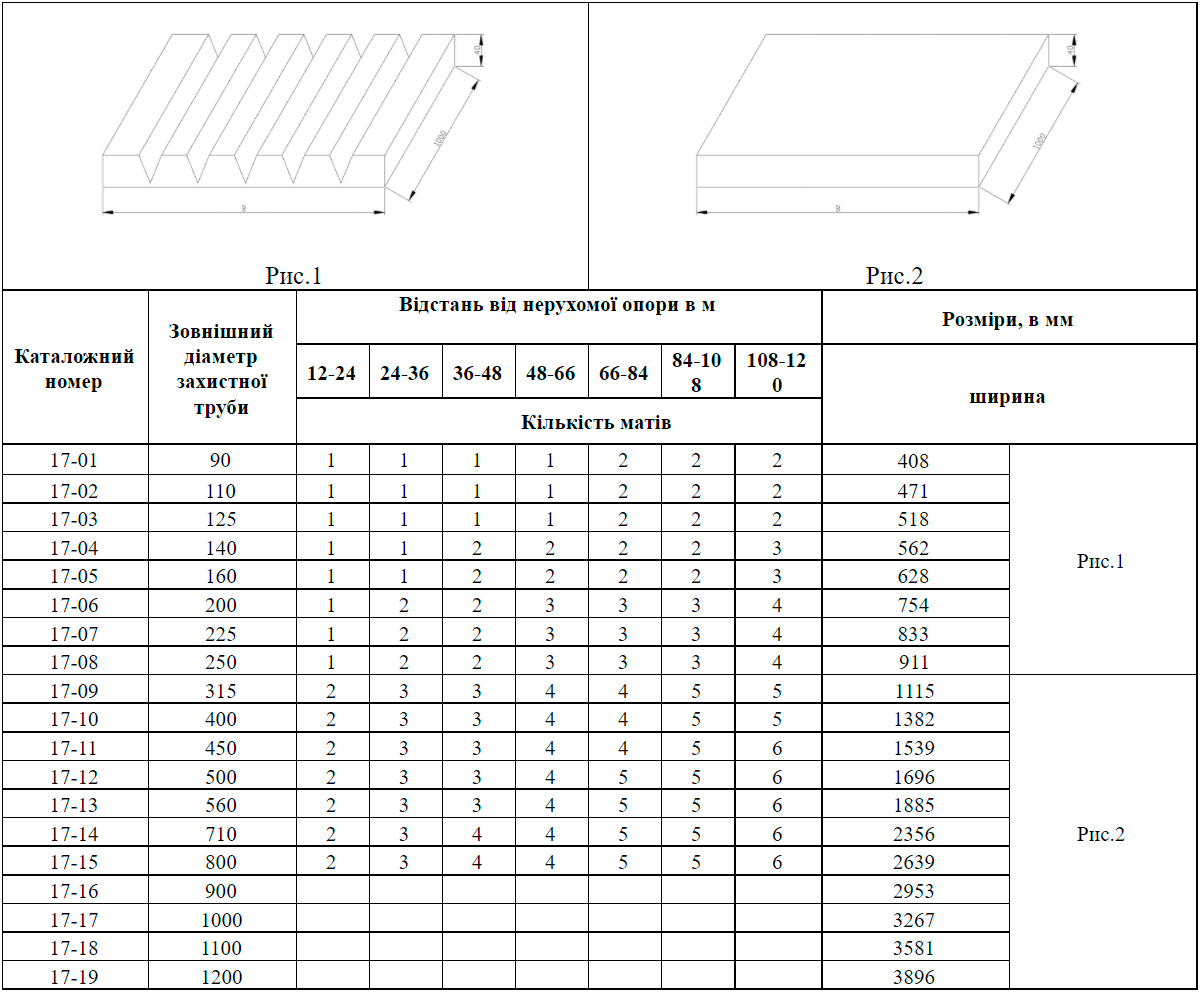 40
1000
40
1000
Рис.1
Рис.2
Каталожний номер
Зовнішний діаметр захистної труби
Відстань від нерухомої опори в м
Розміри, в мм
12-24 24-36 36-48 48-66 66-84 84-108 108-120
ширина
Кількість матів
17-01 90 1 1 1 1 2 2 2 408
17-02 110 1 1 1 1 2 2 2 471
17-03 125 1 1 1 1 2 2 2 518
17-04 140 1 1 2 2 2 2 3 562
Рис.1
17-05 160 1 1 2 2 2 2 3 628
17-06 200 1 2 2 3 3 3 4 754
17-07 225 1 2 2 3 3 3 4 833
17-08 250 1 2 2 3 3 3 4 911
17-09 315 2 3 3 4 4 5 5 1115
17-10 400 2 3 3 4 4 5 5 1382
17-11 450 2 3 3 4 4 5 6 1539
17-12 500 2 3 3 4 5 5 6 1696
17-13 560 2 3 3 4 5 5 6 1885
17-14 710 2 3 4 4 5 5 6 2356 Рис.2
17-15 800 2 3 4 4 5 5 6 2639
17-16 900 2953
17-17 1000 3267
17-18 1100 3581
17-19 1200 3896